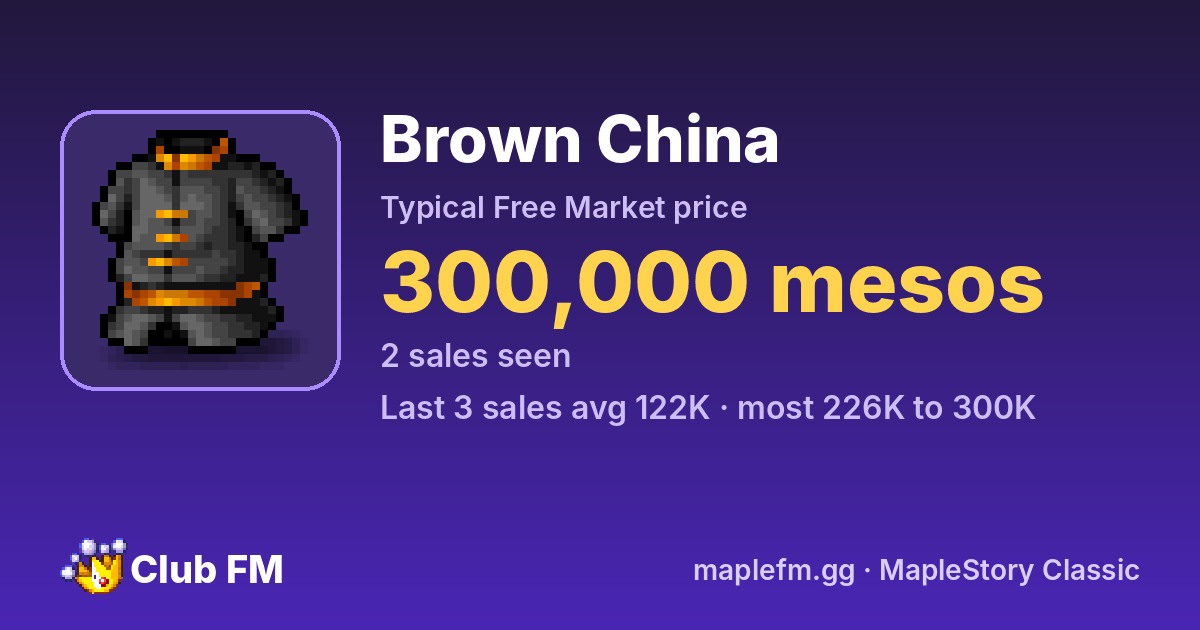 Brown China
Typical Free Market price
300,000 mesos
2 sales seen
Last 3 sales avg 122K · most 226K to 300K
Club FM
maplefm.gg · MapleStory Classic